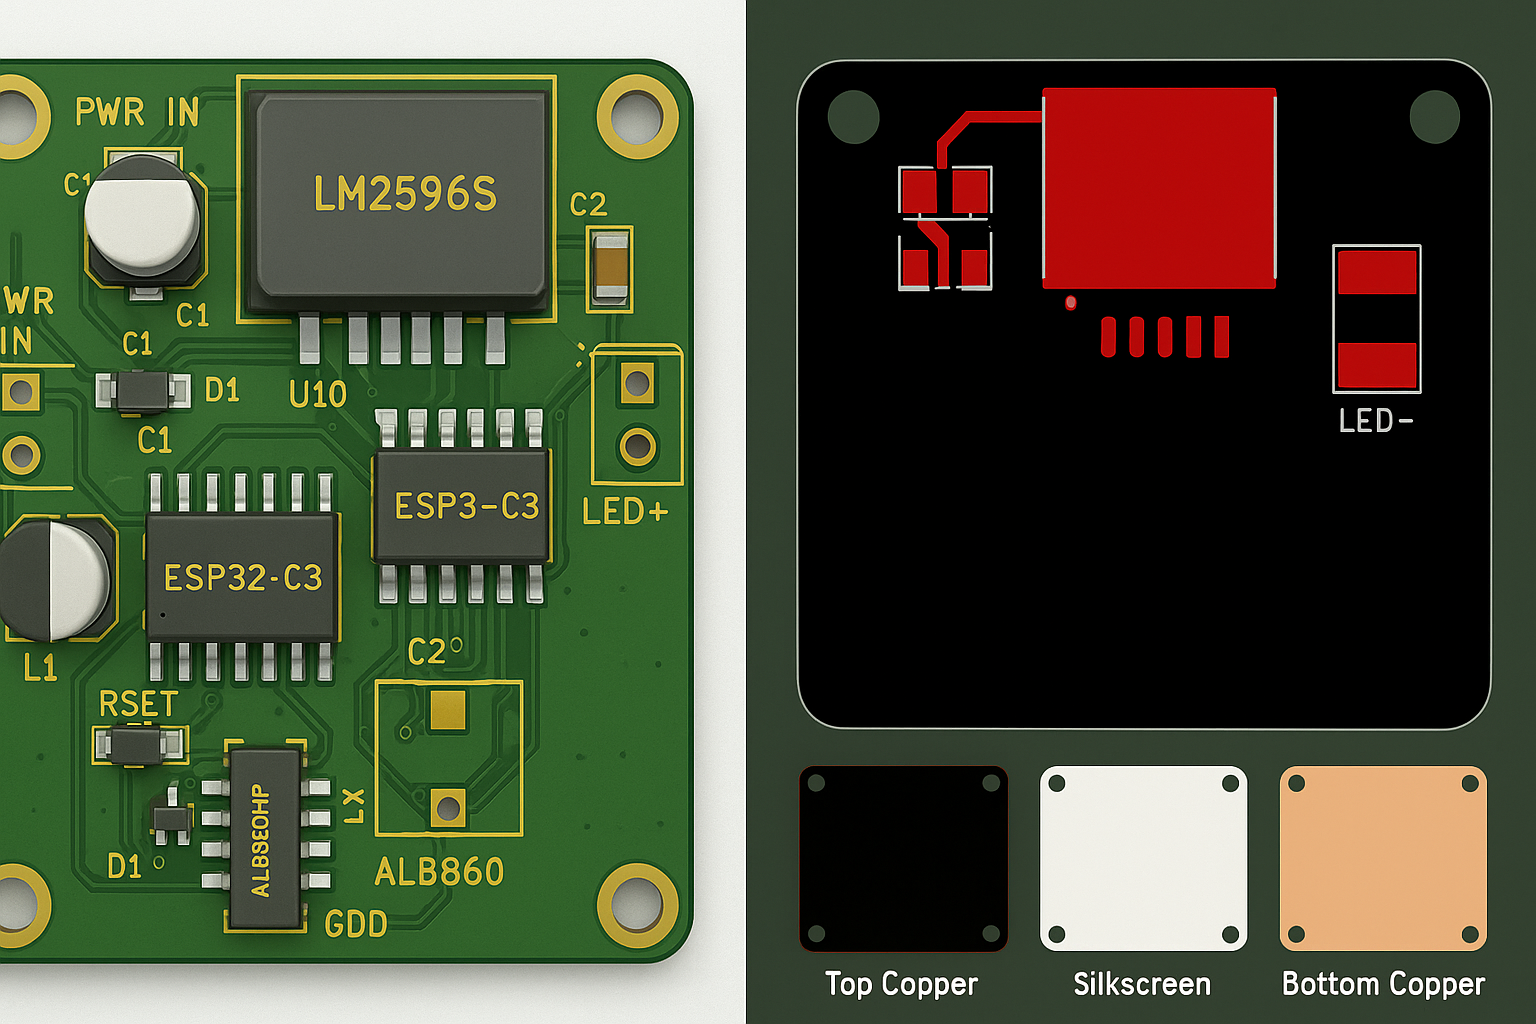 PWR IN
LM2596S
C1
C2
C1
WR
IN
C1
D1
U10
C1
ESP3-C3
LED+
ESP32-C3
C2
L1
RSET
LX
D1
ALB860
GDD
LED-
Top Copper
Silkscreen
Bottom Copper